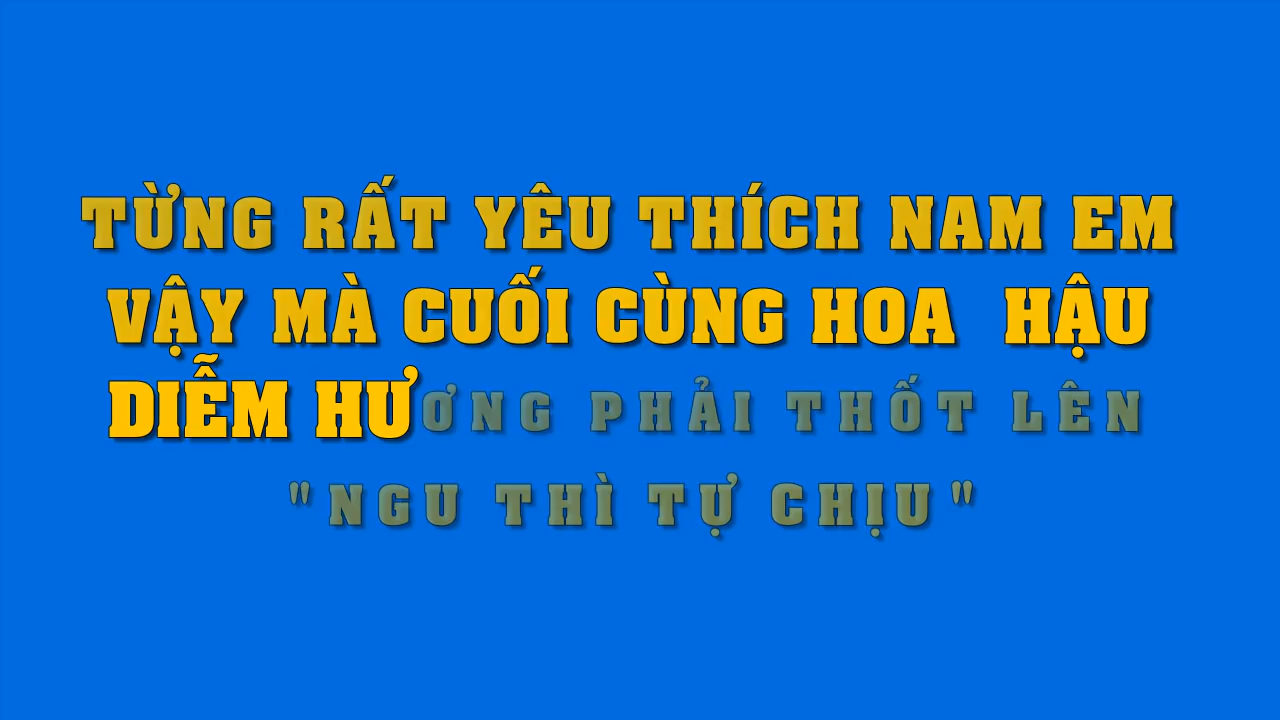 TỪNG RẤT YÊU THÍCH NAM EM
VẬY MÀ CUỐI CÙNG HOA HẬU
DIỄM HƯƠNG PHẢI THỐT LÊN
"NGU THÌ TỰ CHỊU"